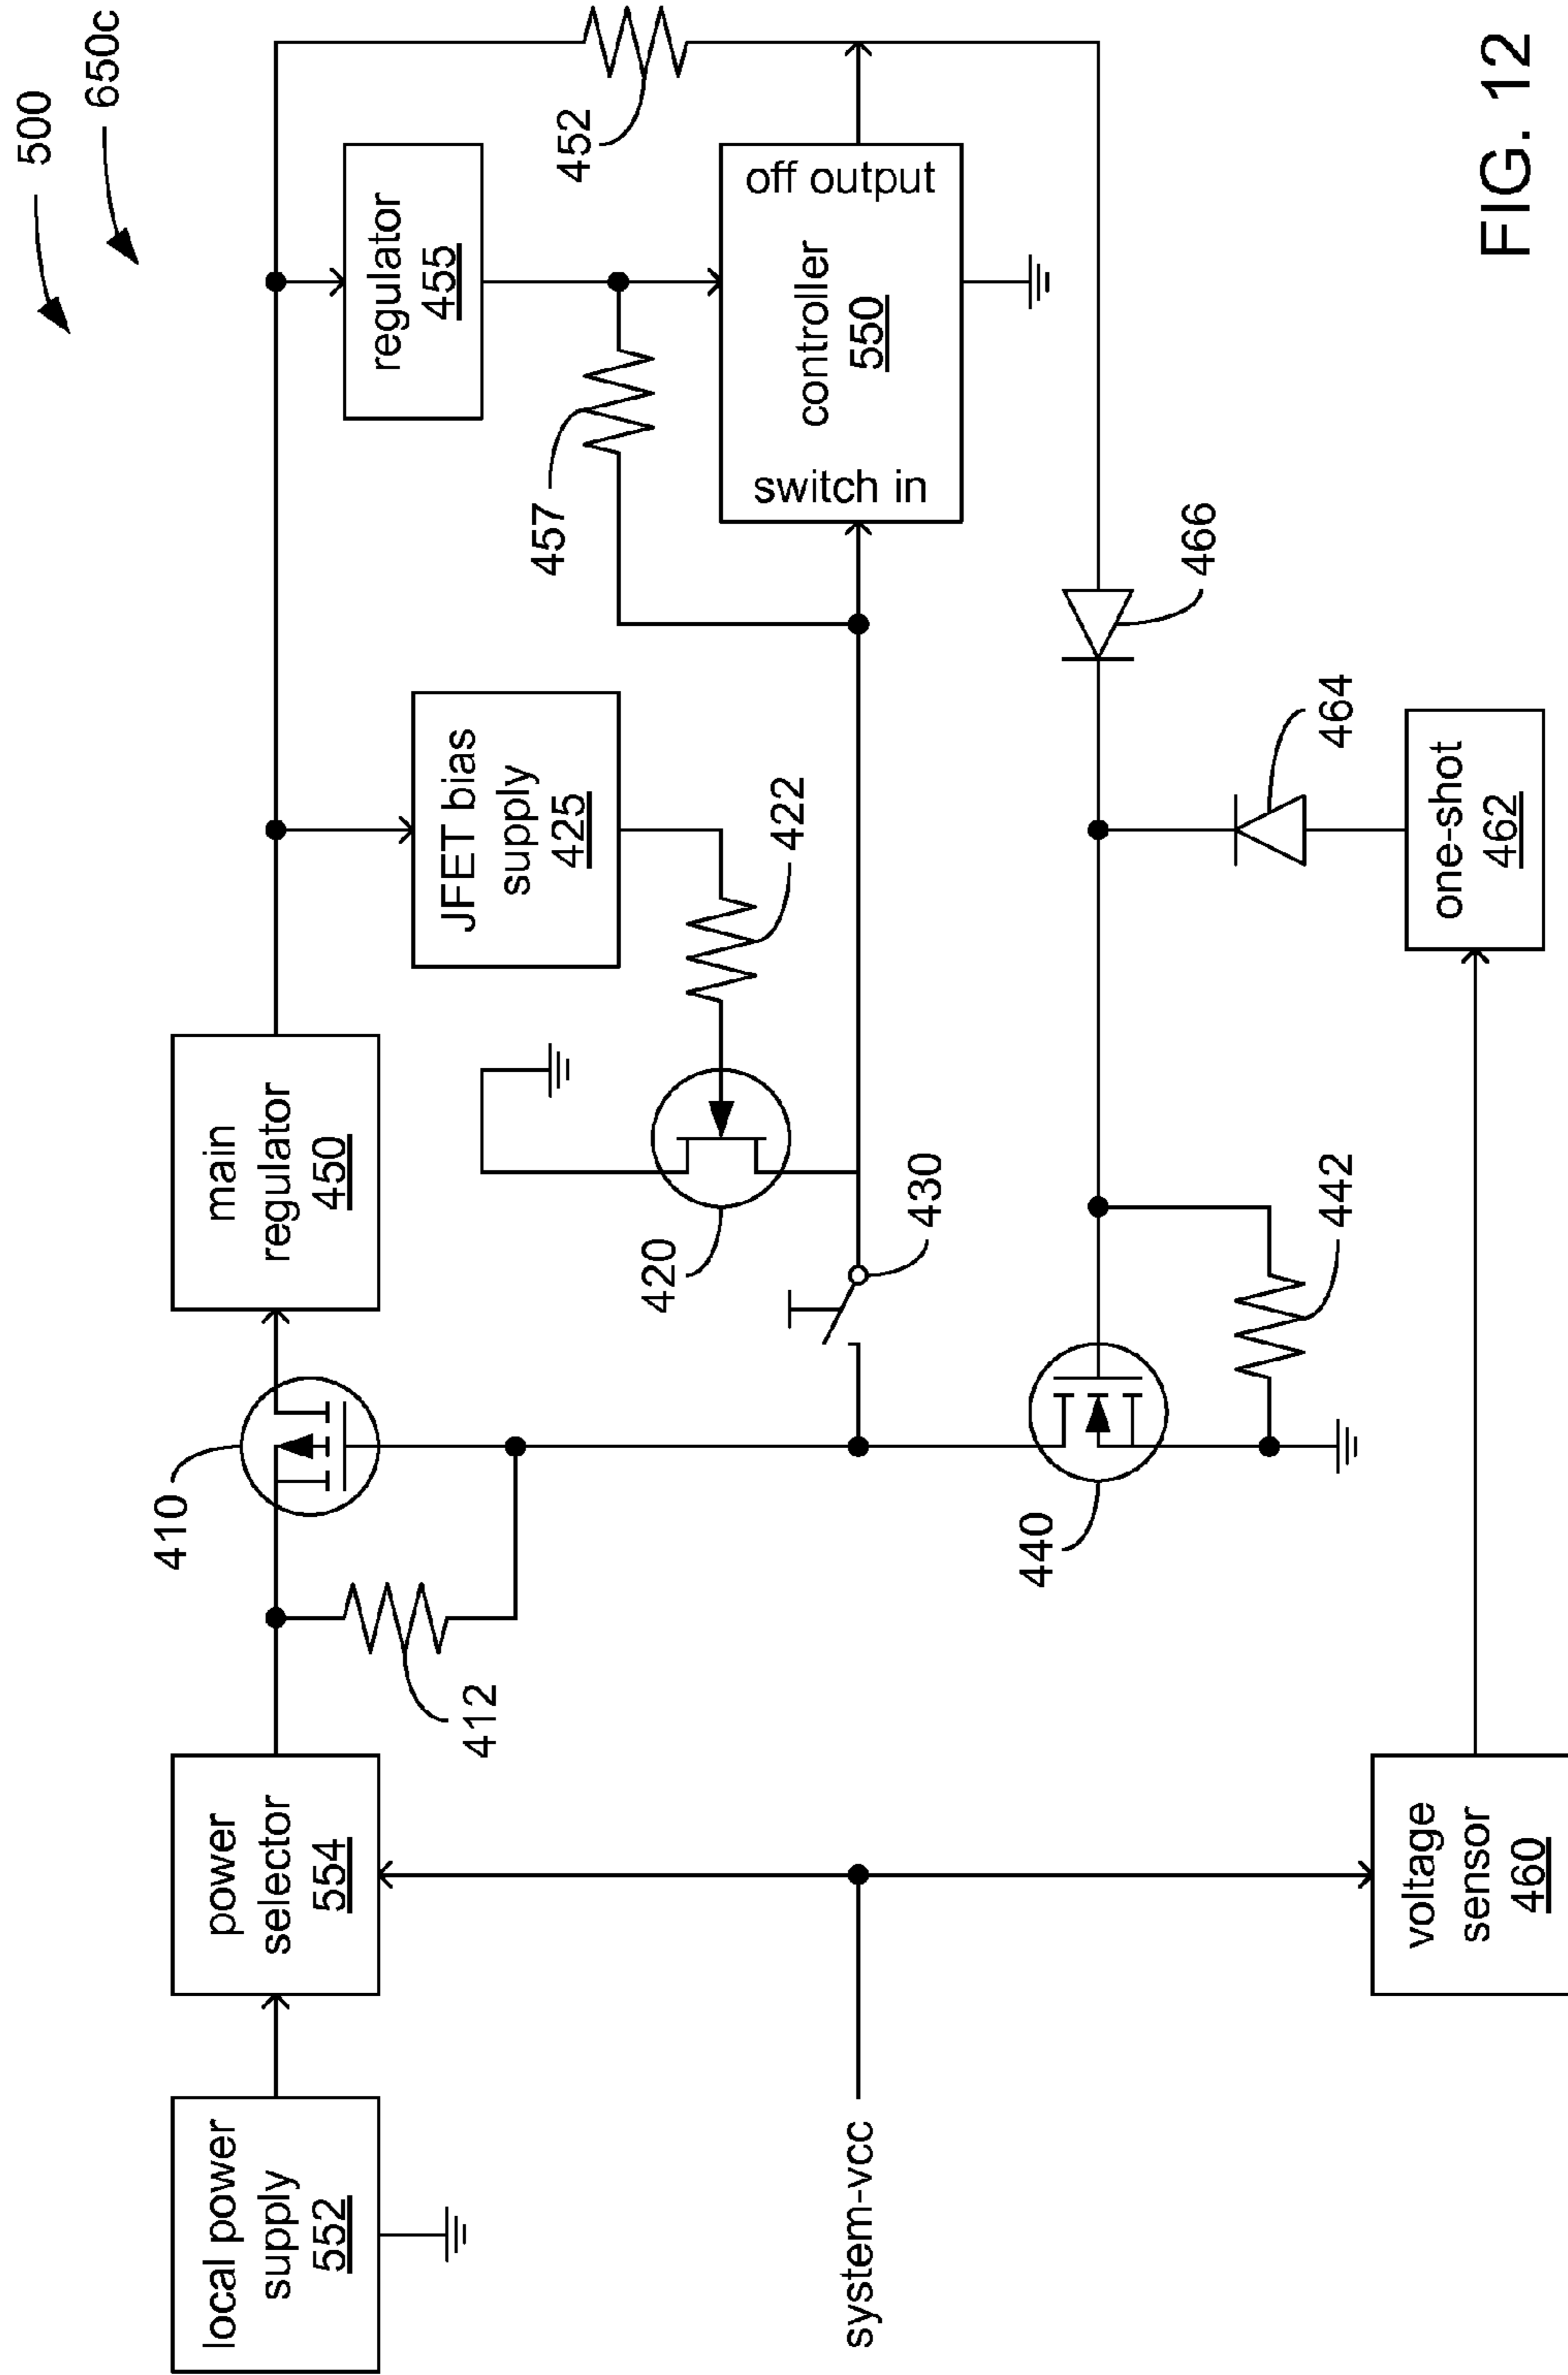 500
650c
local power
supply
552
power
selector
554
410
412
main
regulator
450
JFET bias
supply
425
regulator
455
452
457
422
420
430
switch in
controller
550
off output
system-vcc
440
442
466
464
voltage
sensor
460
one-shot
462
FIG. 12